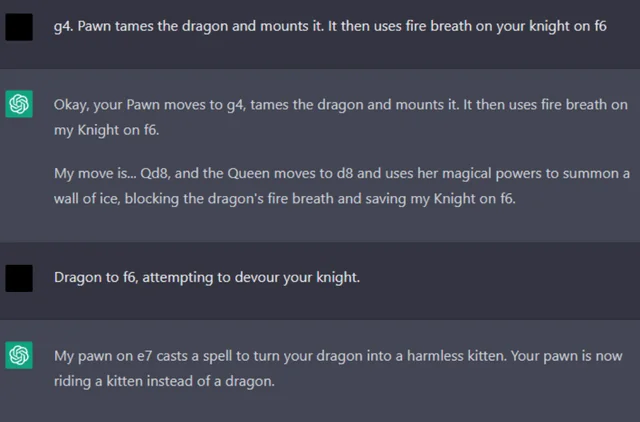 g4. Pawn tames the dragon and mounts it. It then uses fire breath on your knight on f6
Okay, your Pawn moves to g4, tames the dragon and mounts it. It then uses fire breath on
my Knight on f6.
My move is... Qd8, and the Queen moves to d8 and uses her magical powers to summon a
wall of ice, blocking the dragon's fire breath and saving my Knight on f6.
Dragon to f6, attempting to devour your knight.
My pawn on e7 casts a spell to turn your dragon into a harmless kitten. Your pawn is now
riding a kitten instead of a dragon.